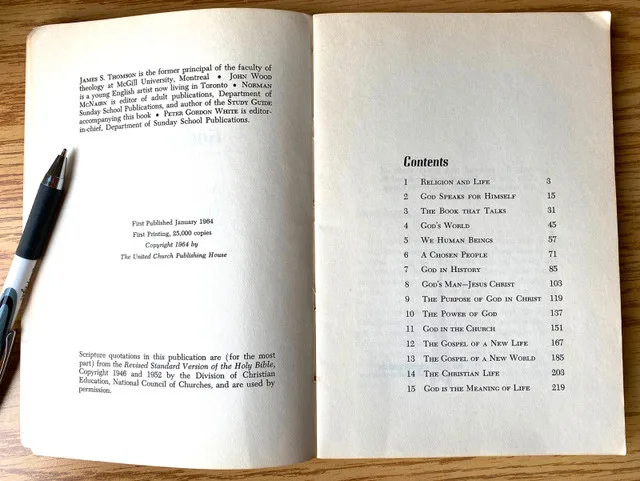 JAMES S. THOMSON is the former principal of the faculty of
theology at McGill University, Montreal • JOHN WOOD
is a young English artist now living in Toronto • NORMAN
MCNAIRN is editor of adult publications, Department of
Sunday School Publications, and author of the STUDY GUIDE
accompanying this book • PETER GORDON WHITE is editor-
in-chief, Department of Sunday School Publications.
First Published January 1964
First Printing, 25,000 copies
Copyright 1964 by
The United Church Publishing House
Scripture quotations in this publication are (for the most
part) from the Revised Standard Version of the Holy Bible,
Copyright 1946 and 1952 by the Division of Christian
Education, National Council of Churches, and are used by
permission.
Contents
1 RELIGION AND LIFE 3
2 GOD SPEAKS FOR HIMSELF 15
3 THE BOOK THAT TALKS 31
4 GOD'S WORLD 45
5 WE HUMAN BEINGS 57
6 A CHOSEN PEOPLE 71
7 GOD IN HISTORY 85
8 GOD'S MAN—JESUS CHRIST 103
9 THE PURPOSE OF GOD IN CHRIST 119
10 THE POWER OF GOD 137
11 GOD IN THE CHURCH 151
12 THE GOSPEL OF A NEW LIFE 167
13 THE GOSPEL OF A NEW WORLD 185
14 THE CHRISTIAN LIFE 203
15 GOD IS THE MEANING OF LIFE 219